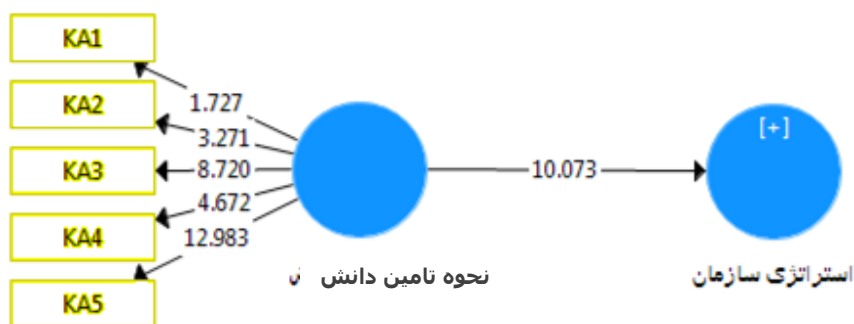 KA1
KA2
KA3
KA4
KA5
1.727
3.271
8.720
4.672
12.983
10.073
[+]
نحوه تامین دانش
استراتژی سازمان